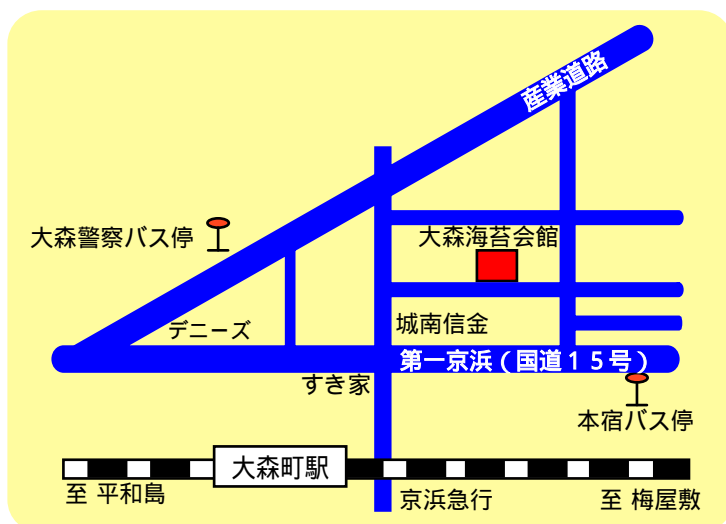 産業道路
大森警察バス停
大森海苔会館
デニーズ
城南信金
第一京浜（国道１５号）
すき家
本宿バス停
大森町駅
至 平和島
京浜急行
至 梅屋敷